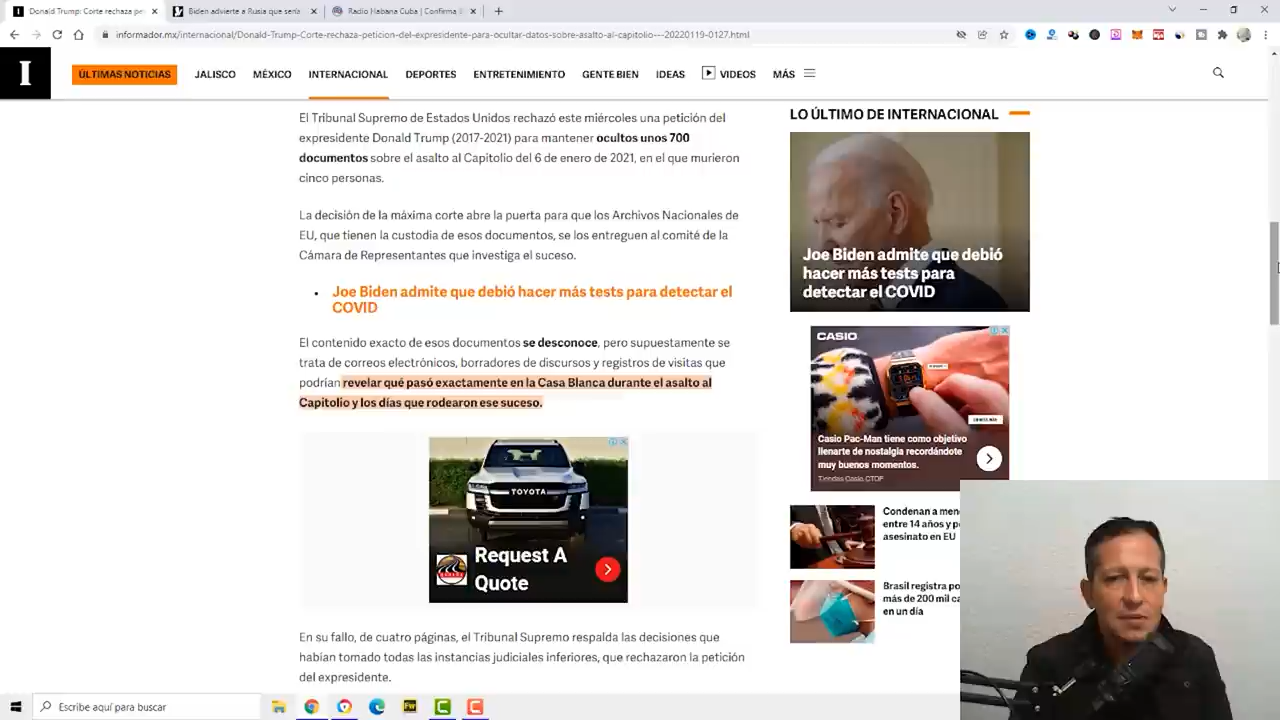 Donald Trump: Corte rechaza pe
Biden advierte a Rusia que sería
Radio Habana Cuba | Confirma
informador.mx/internacional/Donald-Trump-Corte-rechaza-peticion-del-expresidente-para-ocultar-datos-sobre-asalto-al-capitolio---20220119-0127.html
I
ÚLTIMAS NOTICIAS
JALISCO
MÉXICO
INTERNACIONAL
DEPORTES
ENTRETENIMIENTO
GENTE BIEN
IDEAS
VIDEOS
MÁS
El Tribunal Supremo de Estados Unidos rechazó este miércoles una petición del
expresidente Donald Trump (2017-2021) para mantener ocultos unos 700
documentos sobre el asalto al Capitolio del 6 de enero de 2021, en el que murieron
cinco personas.
La decisión de la máxima corte abre la puerta para que los Archivos Nacionales de
EU, que tienen la custodia de esos documentos, se los entreguen al comité de la
Cámara de Representantes que investiga el suceso.
• Joe Biden admite que debió hacer más tests para detectar el
COVID
El contenido exacto de esos documentos se desconoce, pero supuestamente se
trata de correos electrónicos, borradores de discursos y registros de visitas que
podrían revelar qué pasó exactamente en la Casa Blanca durante el asalto al
Capitolio y los días que rodearon ese suceso.
TOYOTA
Request A
Quote
En su fallo, de cuatro páginas, el Tribunal Supremo respalda las decisiones que
habían tomado todas las instancias judiciales inferiores, que rechazaron la petición
del expresidente.
LO ÚLTIMO DE INTERNACIONAL
Joe Biden admite que debió
hacer más tests para
detectar el COVID
CASIO
Casio Pac-Man tiene como objetivo
llenarte de nostalgia recordándote
muy buenos momentos.
Tiendas Casio CTOP
Condenan a men
entre 14 años y p
asesinato en EU
Brasil registra po
más de 200 mil ca
en un día
Escribe aquí para buscar
Fw